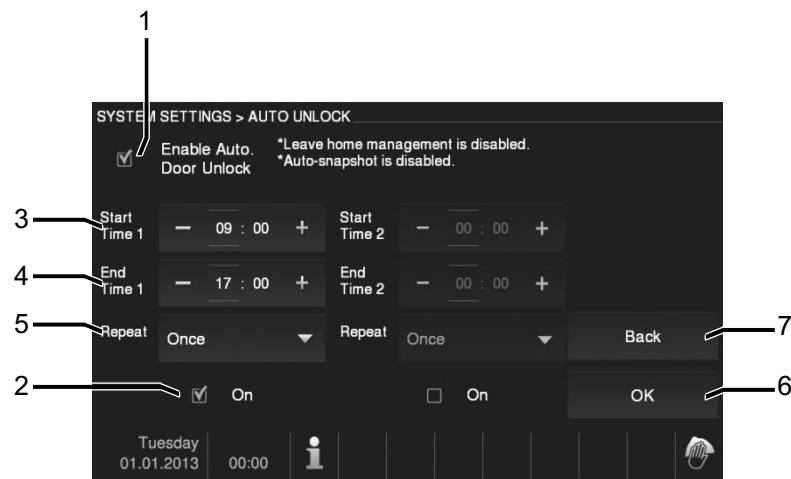 1
SYSTEM SETTINGS > AUTO UNLOCK
Enable Auto.
Door Unlock
*Leave home management is disabled.
*Auto-snapshot is disabled.
3
Start
Time 1
− 09 : 00 +
Start
Time 2
− 00 : 00 +
4
End
Time 1
− 17 : 00 +
End
Time 2
− 00 : 00 +
5
Repeat
Once
Repeat
Once
Back
7
2
On
On
OK
6
Tuesday
01.01.2013
00:00